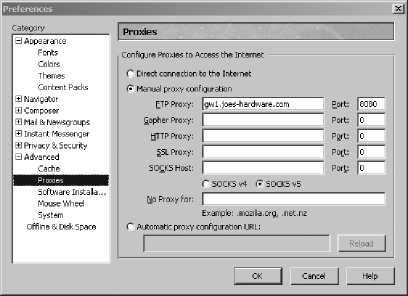 Preferences
Category
Appearance
Fonts
Colors
Themes
Content Packs
Navigator
Composer
Mail & Newsgroups
Instant Messenger
Privacy & Security
Advanced
Cache
Proxies
Software Installa...
Mouse Wheel
System
Offline & Disk Space
Proxies
Configure Proxies to Access the Internet
Direct connection to the Internet
Manual proxy configuration
FTP Proxy: gw1.joes-hardware.com Port: 8080
Gopher Proxy: Port: 0
HTTP Proxy: Port: 0
SSL Proxy: Port: 0
SOCKS Host: Port: 0
SOCKS v4 SOCKS v5
No Proxy for:
Example: .mozilla.org, .net.nz
Automatic proxy configuration URL:
Reload
OK Cancel Help